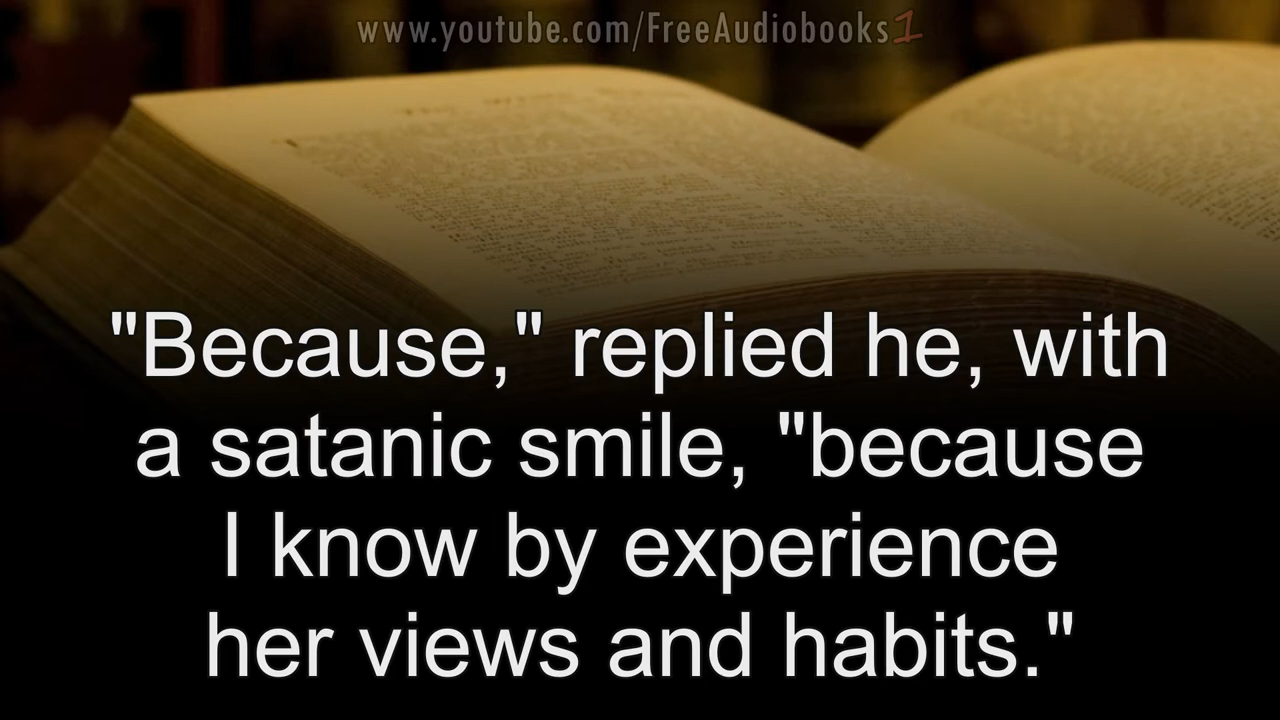 www.youtube.com/FreeAudiobooks1
"Because," replied he, with
a satanic smile, "because
I know by experience
her views and habits."